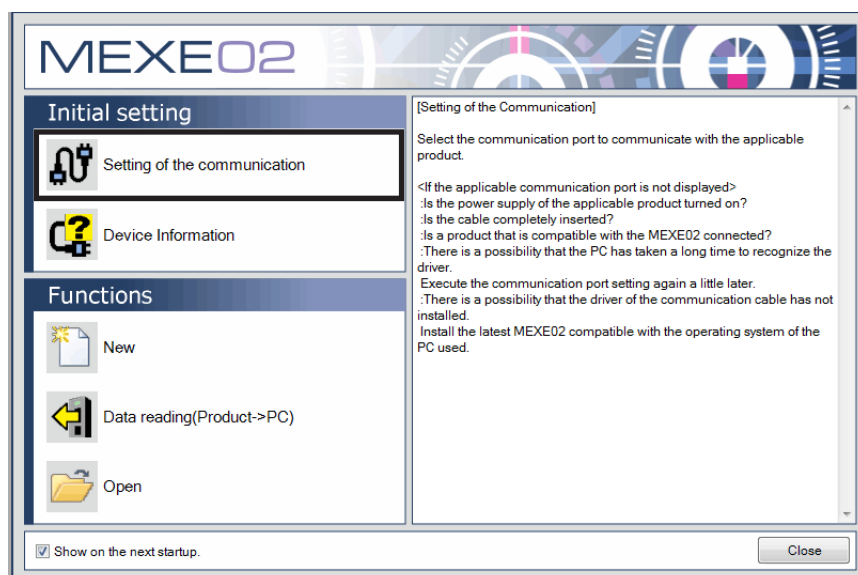 MEXE02
Initial setting
Setting of the communication
Device Information
Functions
New
Data reading(Product->PC)
Open
[Setting of the Communication]
Select the communication port to communicate with the applicable
product.
<If the applicable communication port is not displayed>
:Is the power supply of the applicable product turned on?
:Is the cable completely inserted?
:Is a product that is compatible with the MEXE02 connected?
:There is a possibility that the PC has taken a long time to recognize the
driver.
Execute the communication port setting again a little later.
:There is a possibility that the driver of the communication cable has not
installed.
Install the latest MEXE02 compatible with the operating system of the
PC used.
Show on the next startup.
Close